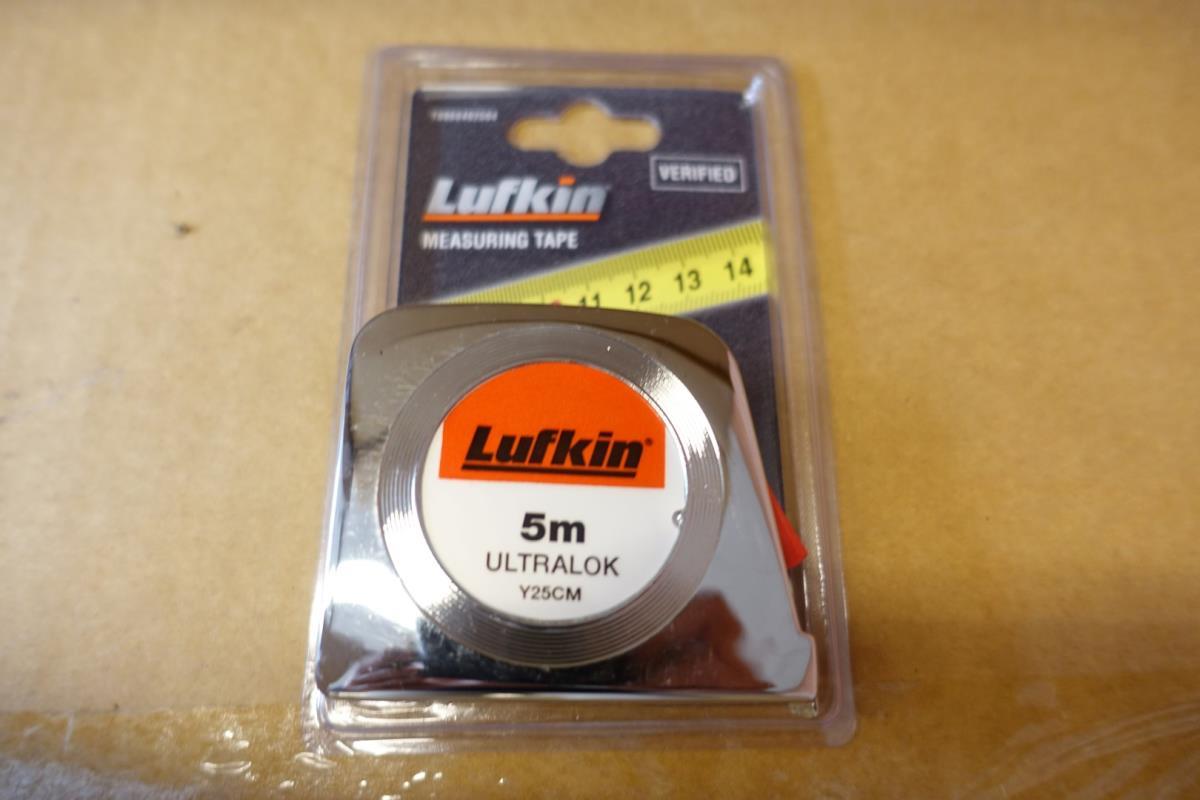 VERIFIED
Lufkin
MEASURING TAPE
11 12 13 14
Lufkin®
5m
ULTRALOK
Y25CM